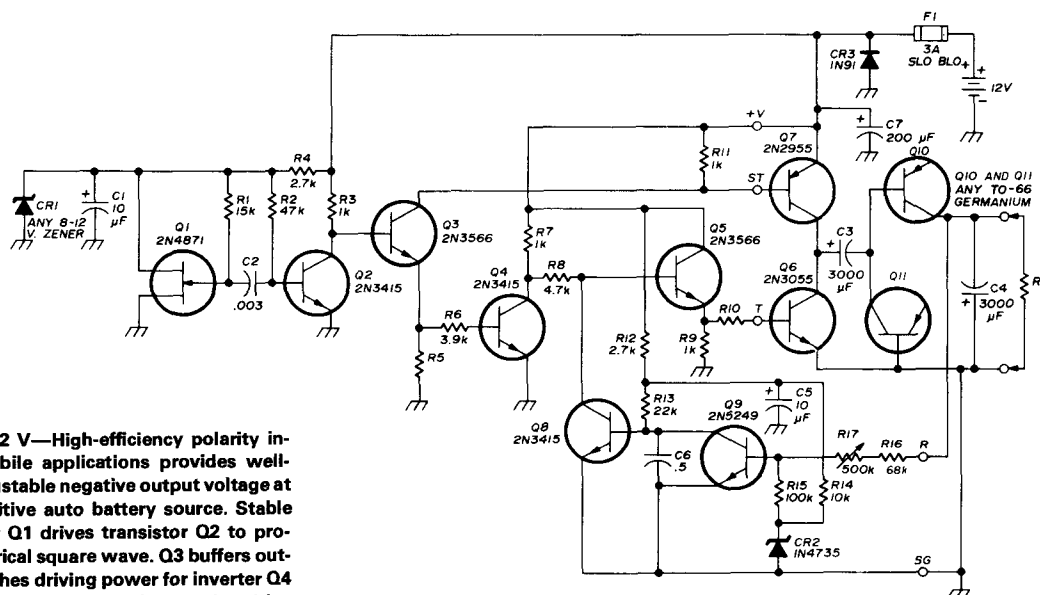 F1
3A
SLO BLO
+
+
12V
-
CR3
1N91
+V
Q7
2N2955
+
C7
200 µF
Q10
Q10 AND Q11
ANY TO-66
GERMANIUM
R11
1k
ST
R4
2.7k
CR1
ANY 8-12
V. ZENER
+
C1
10
µF
Q1
2N4871
R1
15k
R2
47k
R3
1k
C2
.003
Q2
2N3415
Q3
2N3566
R7
1k
Q4
2N3415
R8
4.7k
Q5
2N3566
+
C3
3000
µF
Q6
2N3055
Q11
C4
3000
µF
+
R
R6
3.9k
R5
R10
T
R9
1k
R12
2.7k
R13
22k
+
C5
10
µF
Q8
2N3415
C6
.5
Q9
2N5249
R17
500k
R16
68k
R
R15
100k
R14
10k
CR2
1N4735
SG
2 V—High-efficiency polarity in-
bile applications provides well-
ustable negative output voltage at
itive auto battery source. Stable
Q1 drives transistor Q2 to pro-
rical square wave. Q3 buffers out-
hes driving power for inverter Q4